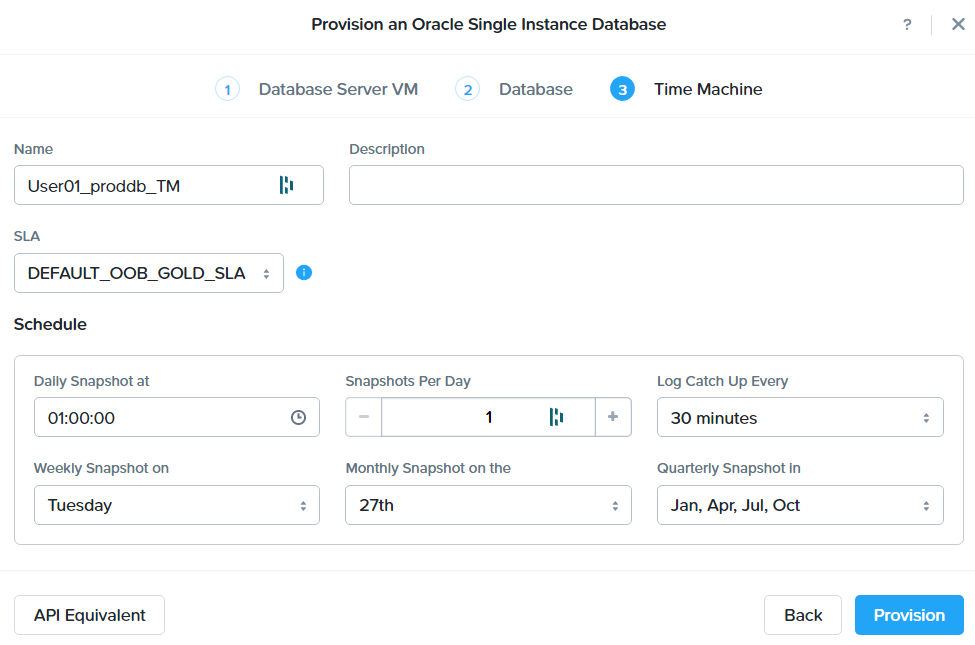 Provision an Oracle Single Instance Database
?
1 Database Server VM 2 Database 3 Time Machine
Name Description
User01_proddb_TM
SLA
DEFAULT_OOB_GOLD_SLA
i
Schedule
Daily Snapshot at Snapshots Per Day Log Catch Up Every
01:00:00 − 1 + 30 minutes
Weekly Snapshot on Monthly Snapshot on the Quarterly Snapshot in
Tuesday 27th Jan, Apr, Jul, Oct
API Equivalent Back Provision